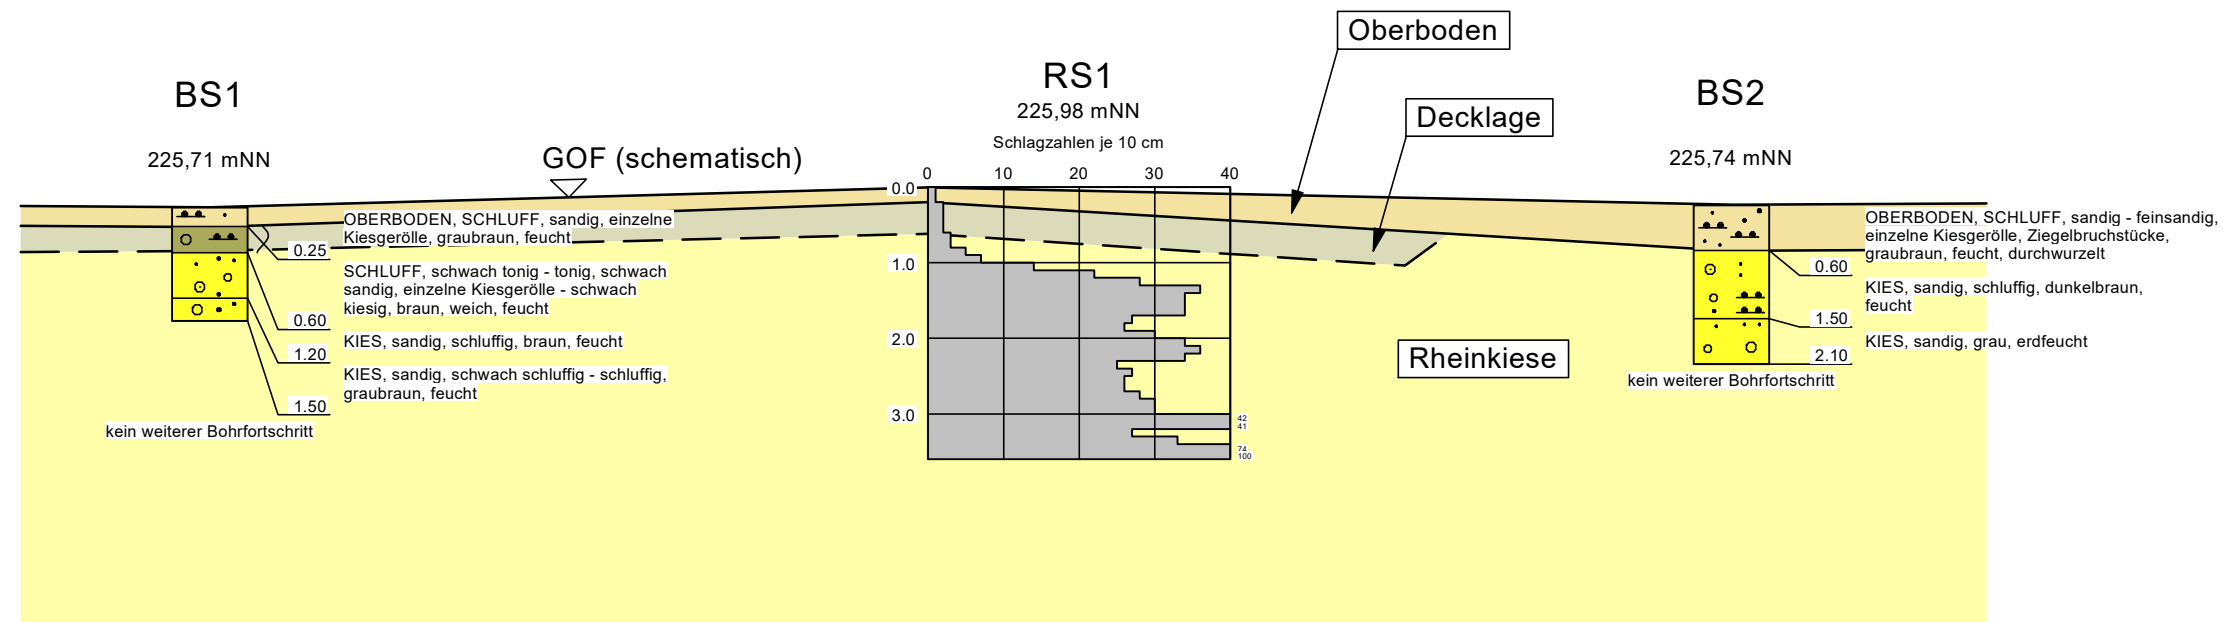 Oberboden
RS1
225,98 mNN
Schlagzahlen je 10 cm
BS1
225,71 mNN
BS2
225,74 mNN
Decklage
GOF (schematisch)
0 10 20 30 40
0.0
1.0
2.0
3.0
42
41
74
100
OBERBODEN, SCHLUFF, sandig, einzelne
Kiesgerölle, graubraun, feucht
0.25
SCHLUFF, schwach tonig - tonig, schwach
sandig, einzelne Kiesgerölle - schwach
kiesig, braun, weich, feucht
0.60
KIES, sandig, schluffig, braun, feucht
1.20
KIES, sandig, schwach schluffig - schluffig,
graubraun, feucht
1.50
kein weiterer Bohrfortschritt
Rheinkiese
OBERBODEN, SCHLUFF, sandig - feinsandig,
einzelne Kiesgerölle, Ziegelbruchstücke,
graubraun, feucht, durchwurzelt
0.60
KIES, sandig, schluffig, dunkelbraun,
feucht
1.50
KIES, sandig, grau, erdfeucht
2.10
kein weiterer Bohrfortschritt